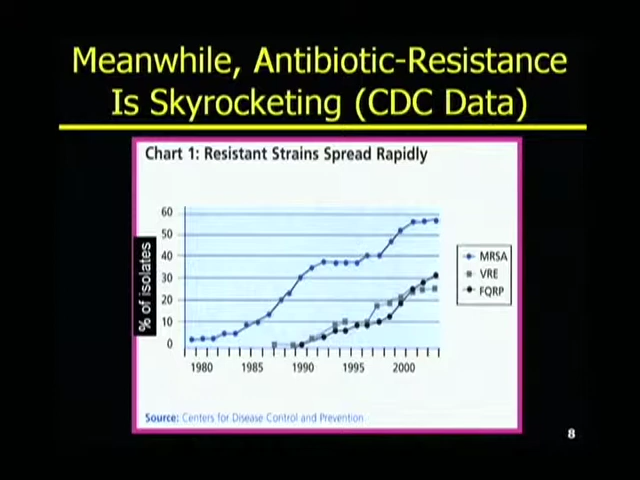 Meanwhile, Antibiotic-Resistance
Is Skyrocketing (CDC Data)
Chart 1: Resistant Strains Spread Rapidly
% of isolates
60
50
40
30
20
10
0
1980 1985 1990 1995 2000
MRSA
VRE
FQRP
Source: Centers for Disease Control and Prevention
8